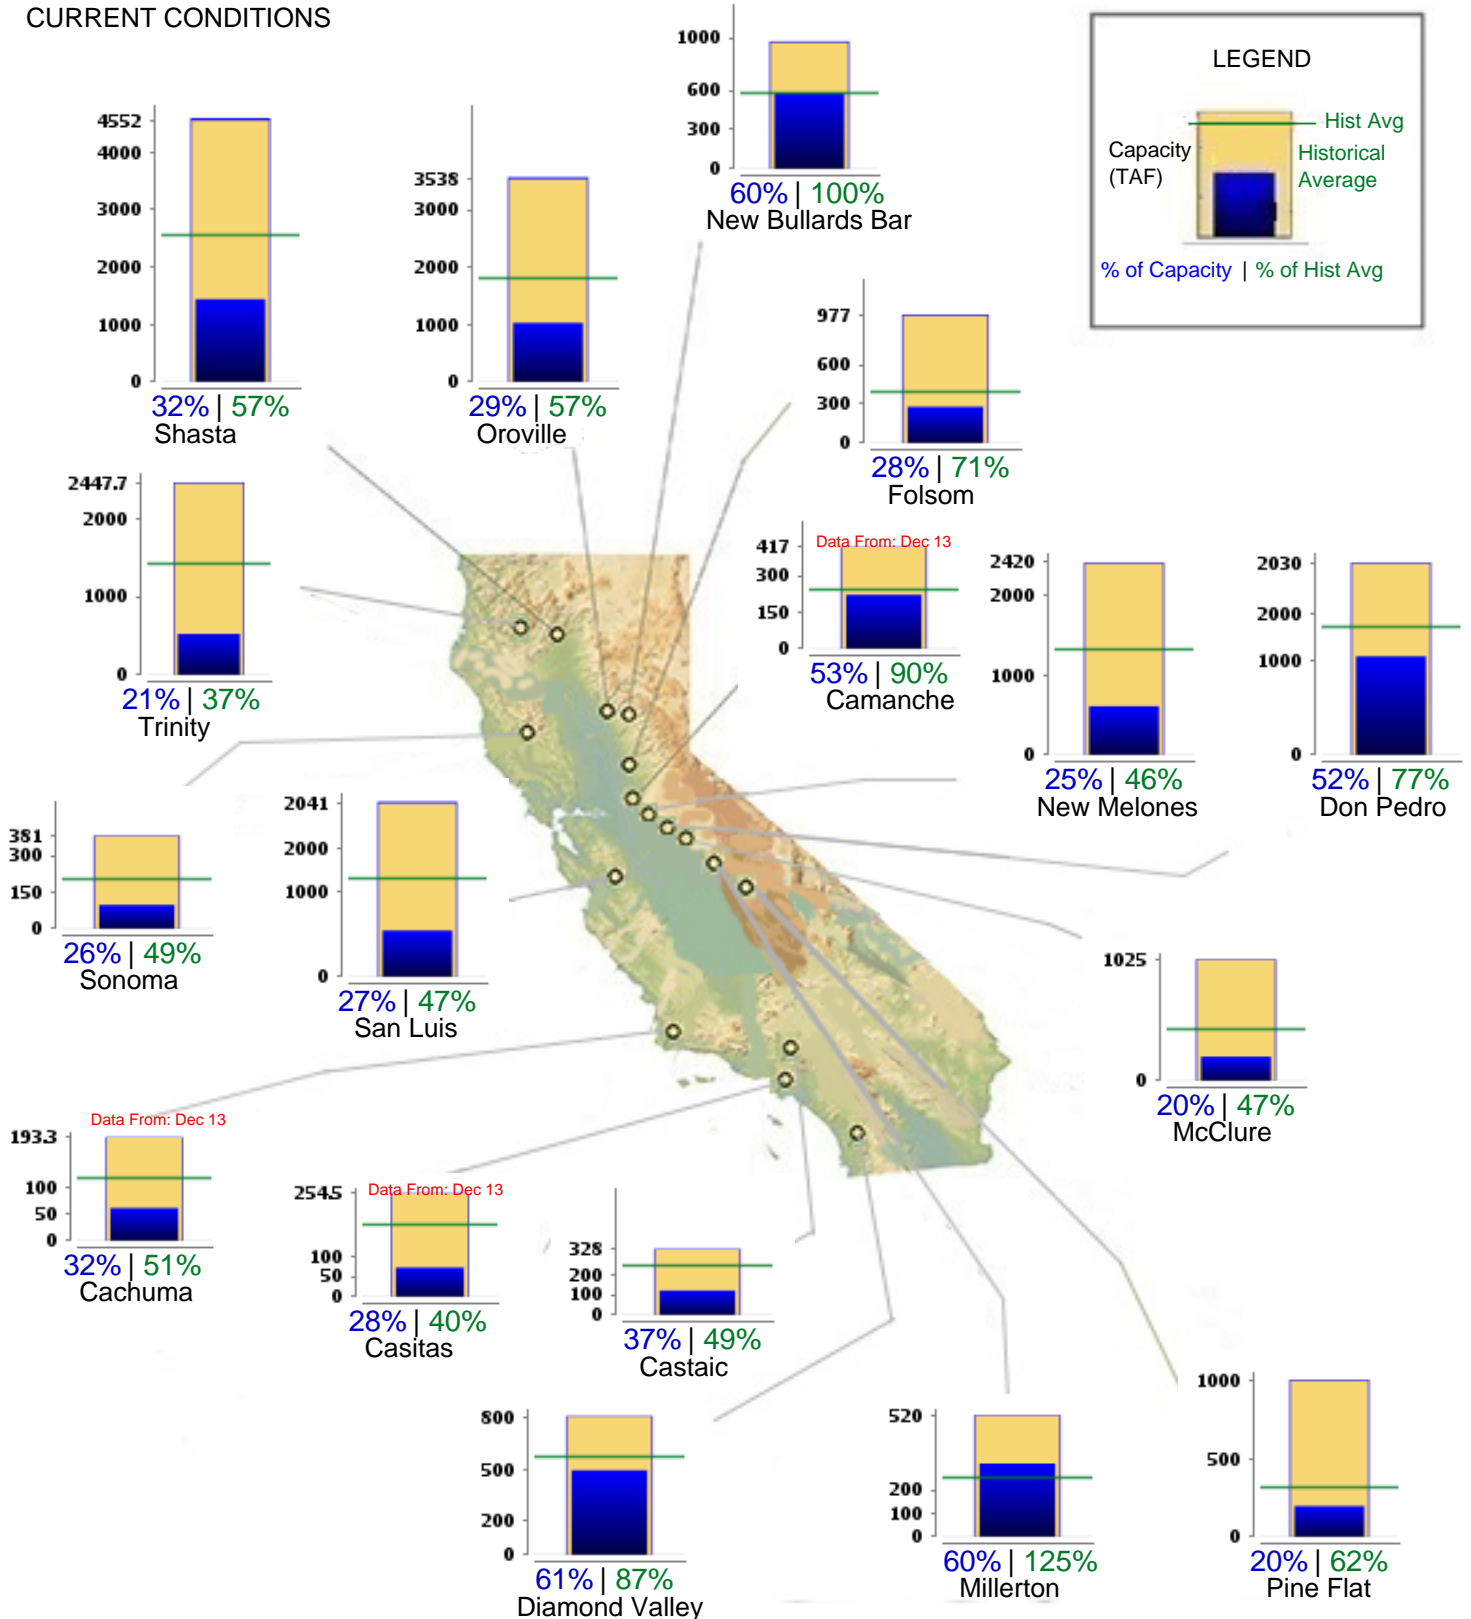 CURRENT CONDITIONS
1000
600
300
0
60% | 100%
New Bullards Bar
LEGEND
Hist Avg
Capacity
(TAF)
Historical
Average
% of Capacity | % of Hist Avg
4552
4000
3000
2000
1000
0
32% | 57%
Shasta
3538
3000
2000
1000
0
29% | 57%
Oroville
977
600
300
0
28% | 71%
Folsom
2447.7
2000
1000
0
21% | 37%
Trinity
Data From: Dec 13
417
300
150
0
53% | 90%
Camanche
2420
2000
1000
0
25% | 46%
New Melones
2030
2000
1000
0
52% | 77%
Don Pedro
381
300
150
0
26% | 49%
Sonoma
2041
2000
1000
0
27% | 47%
San Luis
1025
0
20% | 47%
McClure
Data From: Dec 13
193.3
100
50
0
32% | 51%
Cachuma
Data From: Dec 13
254.5
100
50
0
28% | 40%
Casitas
328
200
100
0
37% | 49%
Castaic
800
500
200
0
61% | 87%
Diamond Valley
520
200
100
0
60% | 125%
Millerton
1000
500
0
20% | 62%
Pine Flat